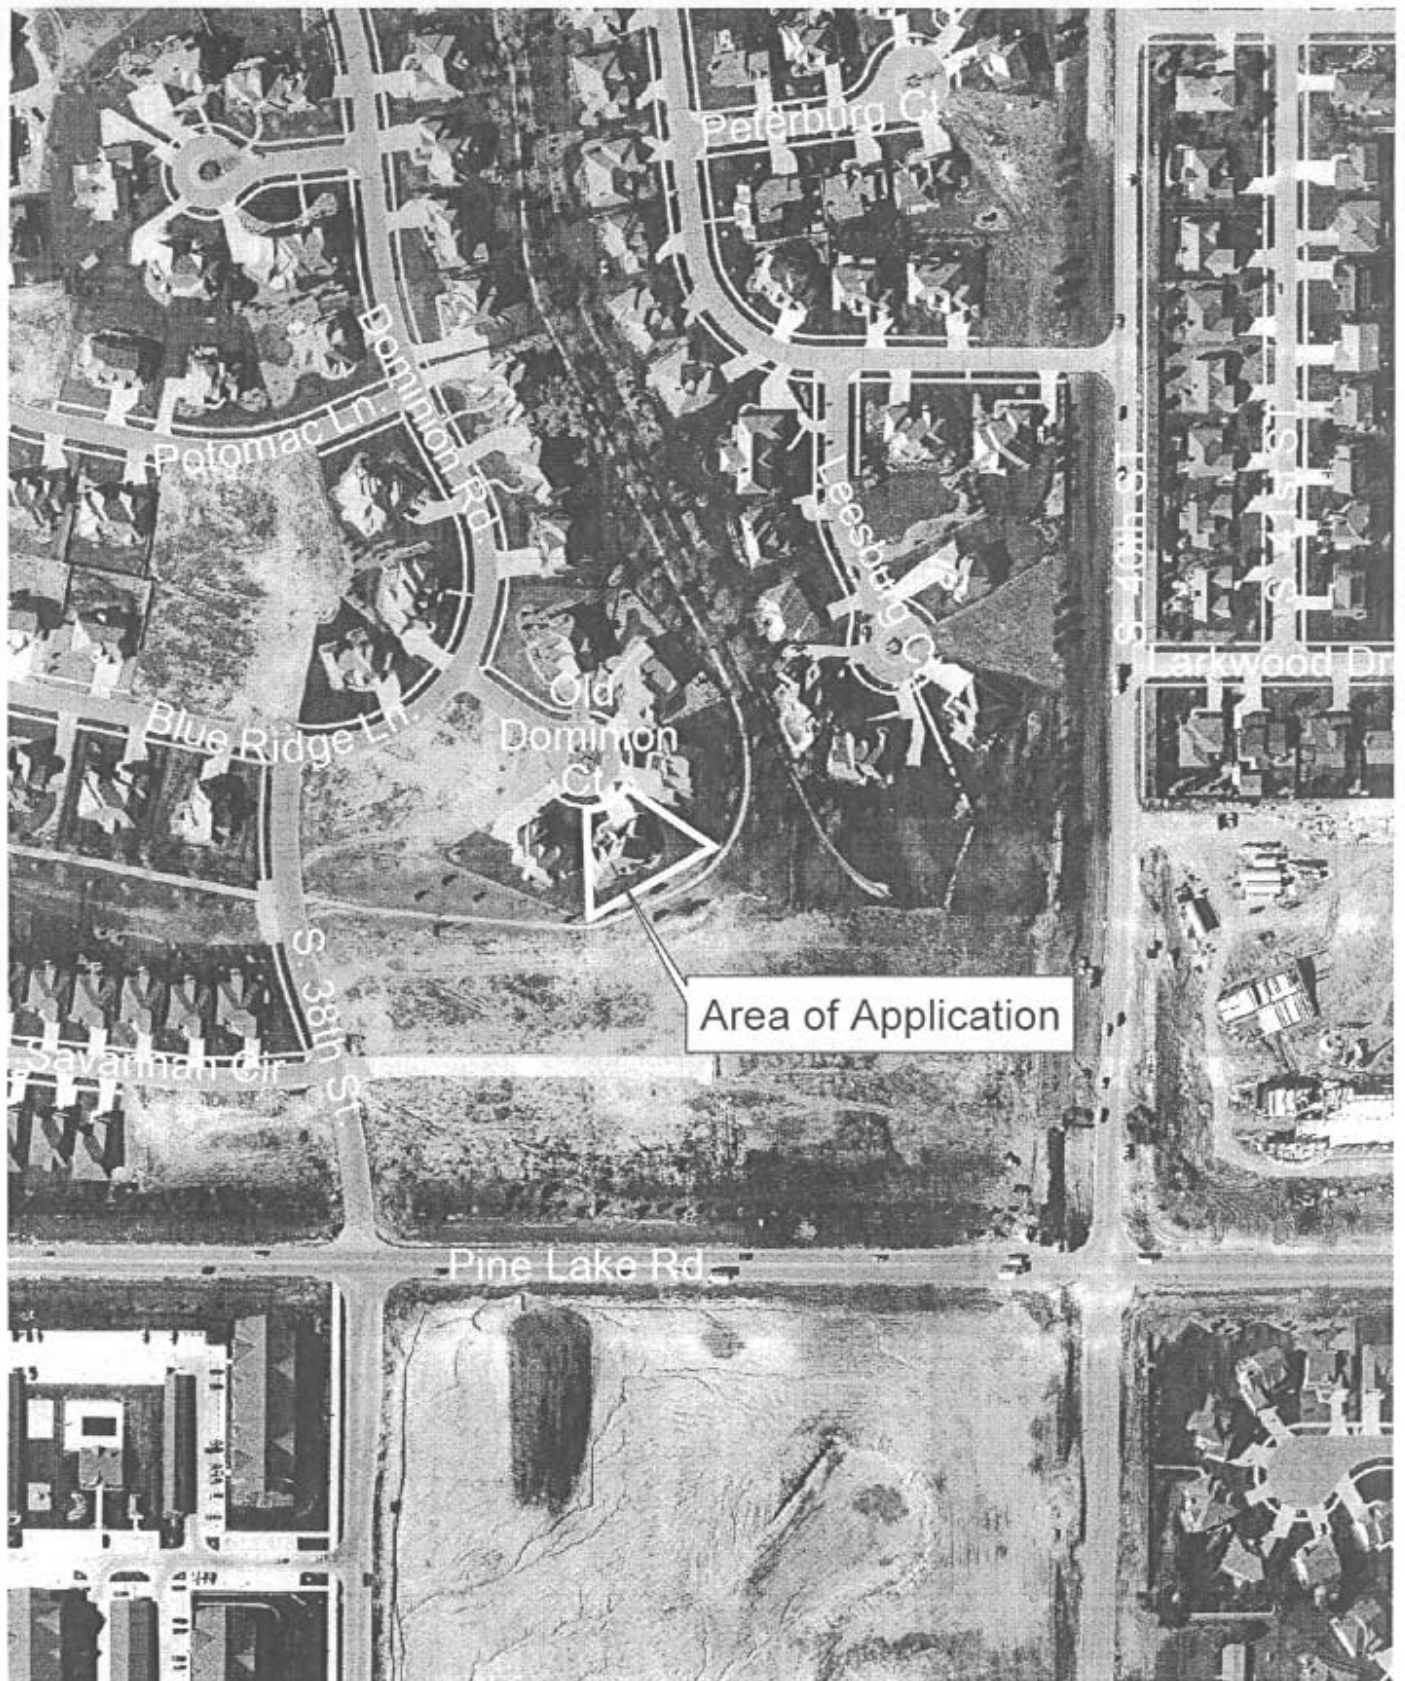 Peterburg Ct.
Dominion Rd.
Potomac Ln.
Leesburg Ct.
S. 40th St.
S. 41st St.
Larkwood Dr
Old
Dominion
Ct.
Blue Ridge Ln.
S. 38th St.
Area of Application
Savannah Cir
Pine Lake Rd.